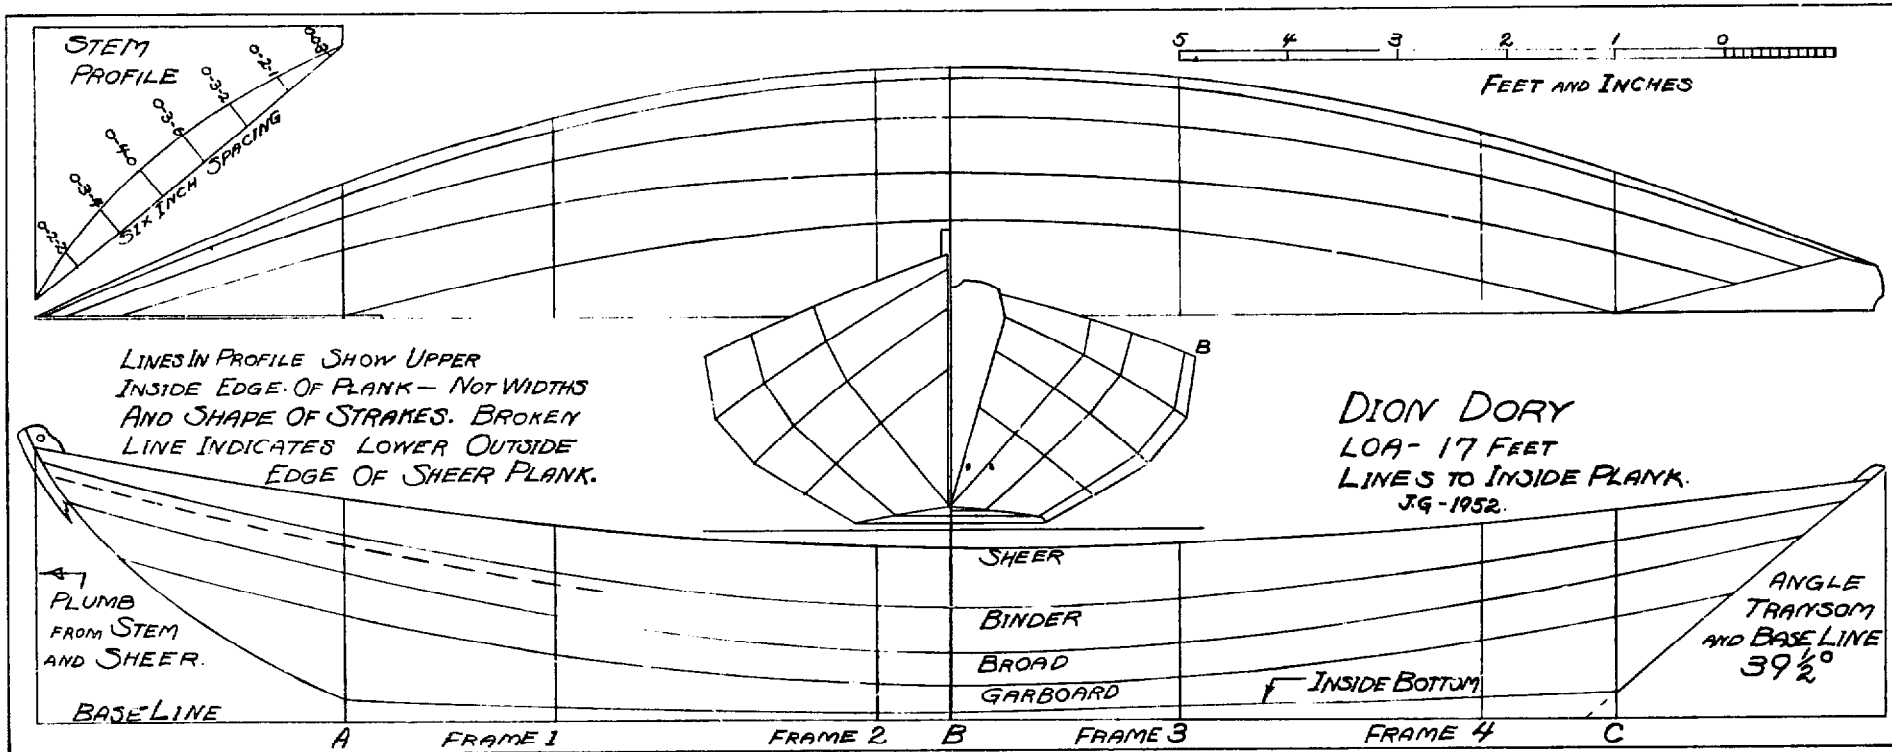 STEM
PROFILE
0-0-3
0-2-1
0-3-2
0-3-6
0-4-0
0-3-4
0-2-2
SIX INCH SPACING
5 4 3 2 1 0
FEET AND INCHES
LINES IN PROFILE SHOW UPPER
INSIDE EDGE OF PLANK — NOT WIDTHS
AND SHAPE OF STRAKES. BROKEN
LINE INDICATES LOWER OUTSIDE
EDGE OF SHEER PLANK.
B
DION DORY
LOA- 17 FEET
LINES TO INSIDE PLANK.
J.G-1952.
PLUMB
FROM STEM
AND SHEER.
SHEER
BINDER
BROAD
GARBOARD
INSIDE BOTTOM
ANGLE
TRANSOM
AND BASE LINE
39½°
BASE-LINE
A FRAME 1 FRAME 2 B FRAME 3 FRAME 4 C